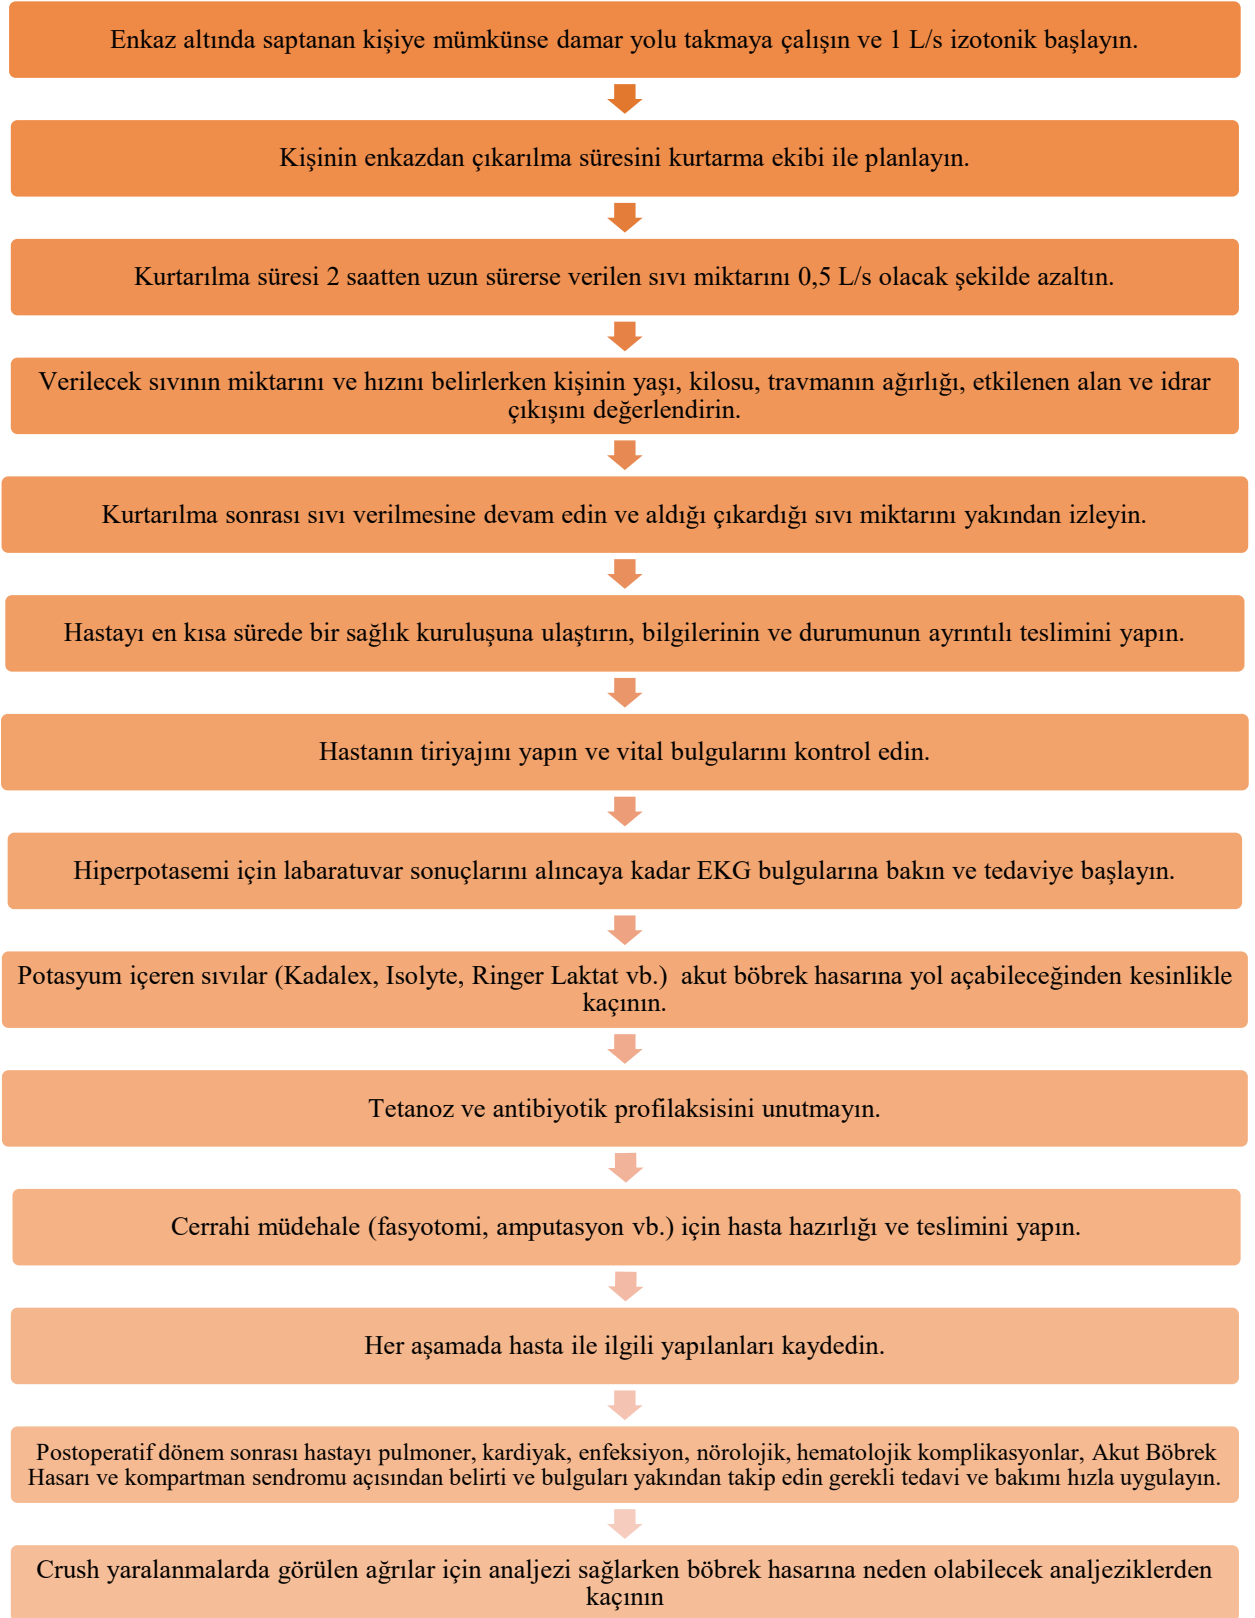 Enkaz altında saptanan kişiye mümkünse damar yolu takmaya çalışın ve 1 L/s izotonik başlayın.
Kişinin enkazdan çıkarılma süresini kurtarma ekibi ile planlayın.
Kurtarılma süresi 2 saatten uzun sürerse verilen sıvı miktarını 0,5 L/s olacak şekilde azaltın.
Verilecek sıvının miktarını ve hızını belirlerken kişinin yaşı, kilosu, travmanın ağırlığı, etkilenen alan ve idrar
çıkışını değerlendirin.
Kurtarılma sonrası sıvı verilmesine devam edin ve aldığı çıkardığı sıvı miktarını yakından izleyin.
Hastayı en kısa sürede bir sağlık kuruluşuna ulaştırın, bilgilerinin ve durumunun ayrıntılı teslimini yapın.
Hastanın tiriyajını yapın ve vital bulgularını kontrol edin.
Hiperpotasemi için labaratuvar sonuçlarını alıncaya kadar EKG bulgularına bakın ve tedaviye başlayın.
Potasyum içeren sıvılar (Kadalex, Isolyte, Ringer Laktat vb.) akut böbrek hasarına yol açabileceğinden kesinlikle
kaçının.
Tetanoz ve antibiyotik profilaksisini unutmayın.
Cerrahi müdehale (fasyotomi, amputasyon vb.) için hasta hazırlığı ve teslimini yapın.
Her aşamada hasta ile ilgili yapılanları kaydedin.
Postoperatif dönem sonrası hastayı pulmoner, kardiyak, enfeksiyon, nörolojik, hematolojik komplikasyonlar, Akut Böbrek
Hasarı ve kompartman sendromu açısından belirti ve bulguları yakından takip edin gerekli tedavi ve bakımı hızla uygulayın.
Crush yaralanmalarda görülen ağrılar için analjezi sağlarken böbrek hasarına neden olabilecek analjeziklerden
kaçının